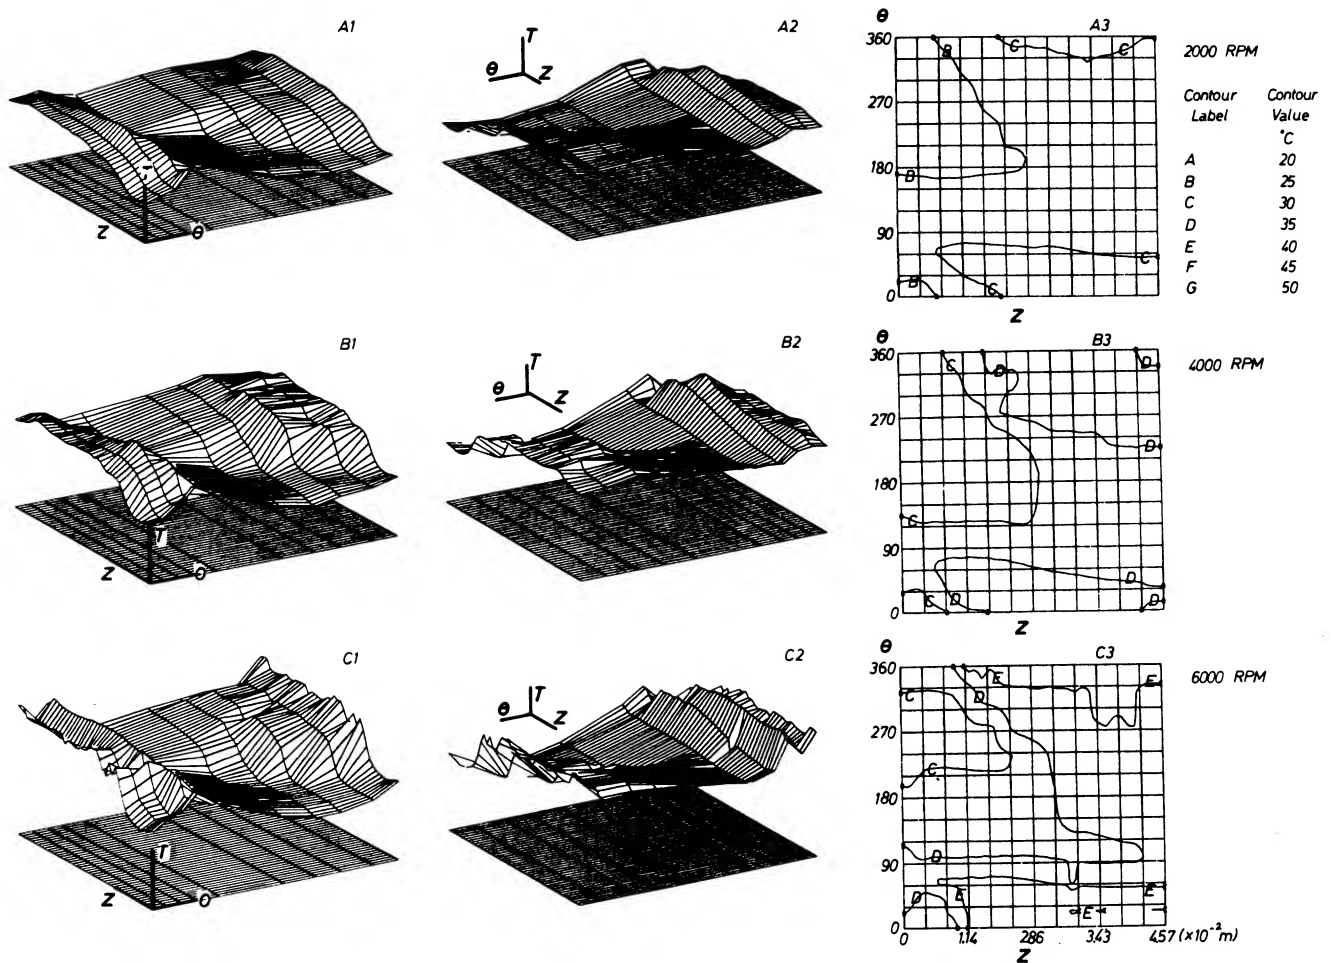 A1
T
Z
θ
A2
T
θ
Z
A3
θ
360
270
180
90
0
B
C
C
B
C
B
C
Z
2000 RPM
Contour Label
Contour Value
°C
A 20
B 25
C 30
D 35
E 40
F 45
G 50
B1
T
Z
θ
B2
T
θ
Z
B3
θ
360
270
180
90
0
C
D
D
D
C
D
C
D
D
Z
4000 RPM
C1
T
Z
θ
C2
T
θ
Z
C3
θ
360
270
180
90
0
E
D
E
C
C
D
E
D
E
E
0 1.14 2.86 3.43 4.57 (x10⁻² m)
Z
6000 RPM